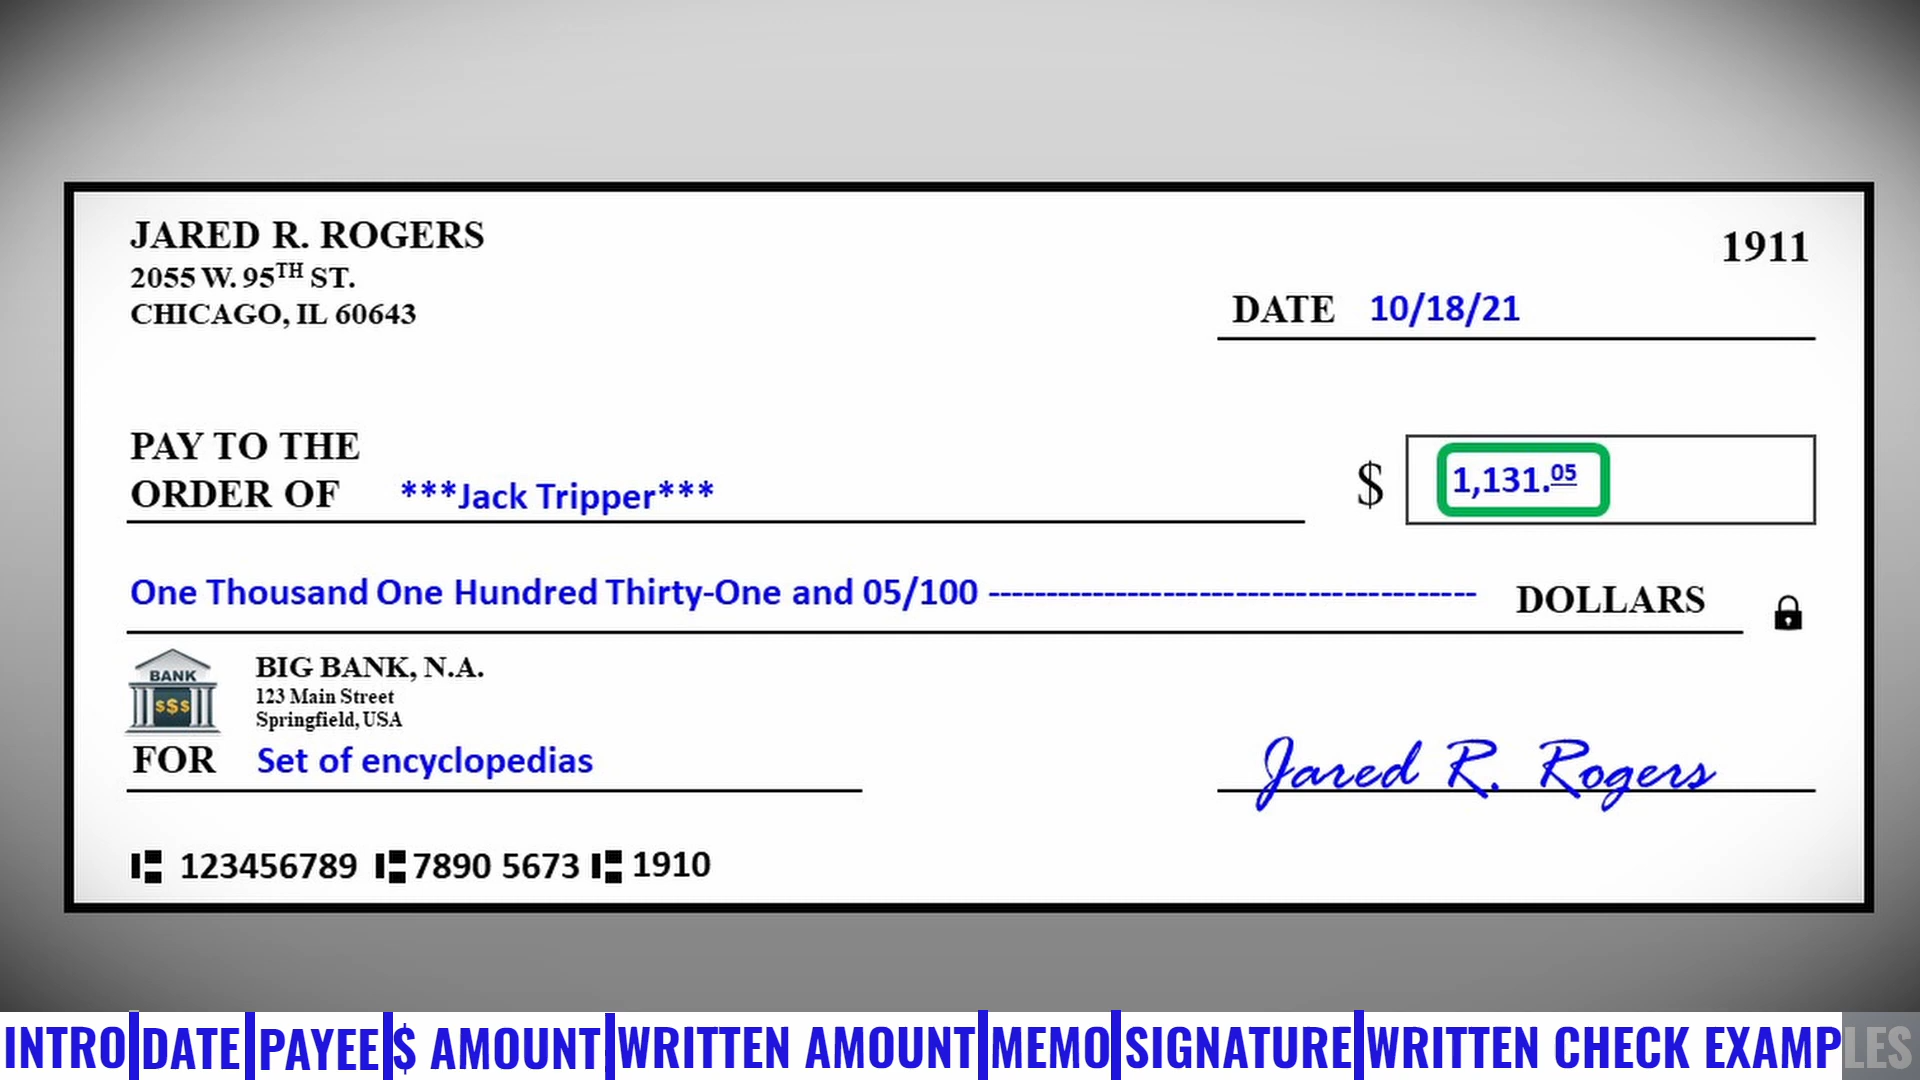 JARED R. ROGERS
1911
2055 W. 95TH ST.
CHICAGO, IL 60643
DATE 10/18/21
PAY TO THE
ORDER OF ***Jack Tripper***
$ 1,131.05
One Thousand One Hundred Thirty-One and 05/100 ---------------------------------------- DOLLARS
BANK
$$$
BIG BANK, N.A.
123 Main Street
Springfield, USA
FOR Set of encyclopedias
Jared R. Rogers
123456789 7890 5673 1910
INTRO DATE PAYEE $ AMOUNT WRITTEN AMOUNT MEMO SIGNATURE WRITTEN CHECK EXAMPLES